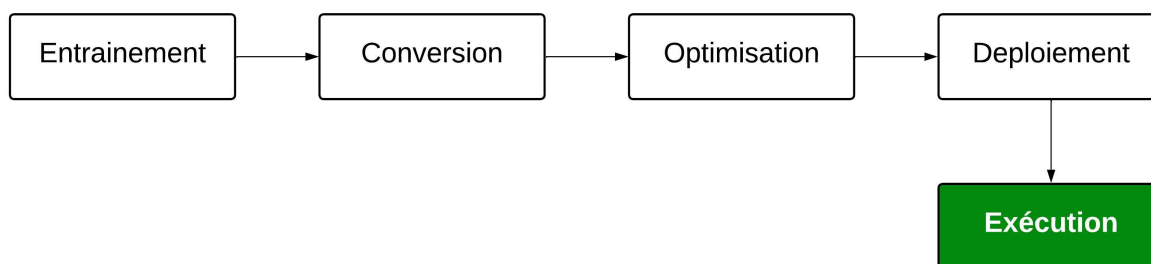 Entrainement
Conversion
Optimisation
Deploiement
Exécution